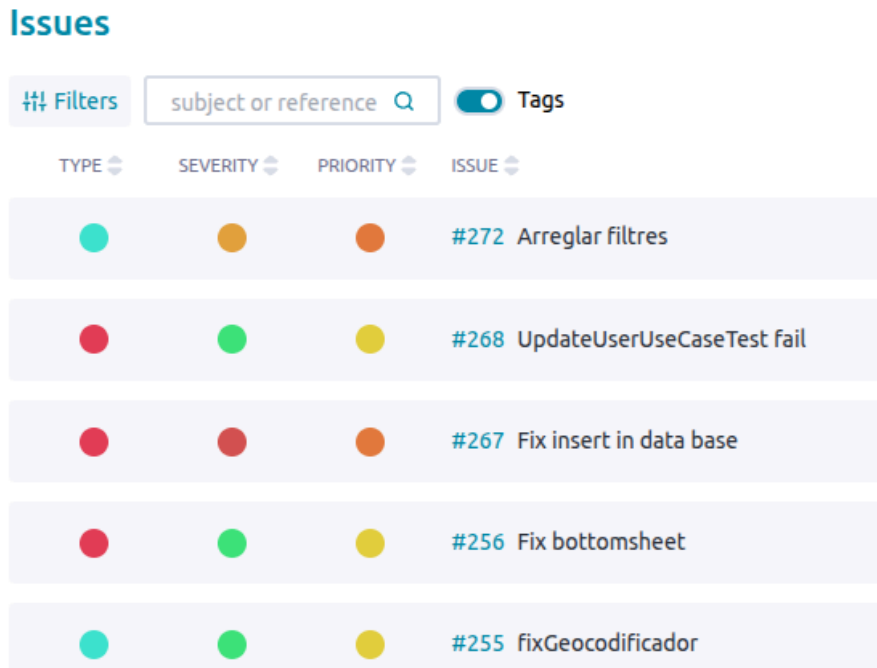 Issues
Filters subject or reference Tags
TYPE SEVERITY PRIORITY ISSUE
#272 Arreglar filtres
#268 UpdateUserUseCaseTest fail
#267 Fix insert in data base
#256 Fix bottomsheet
#255 fixGeocodificador